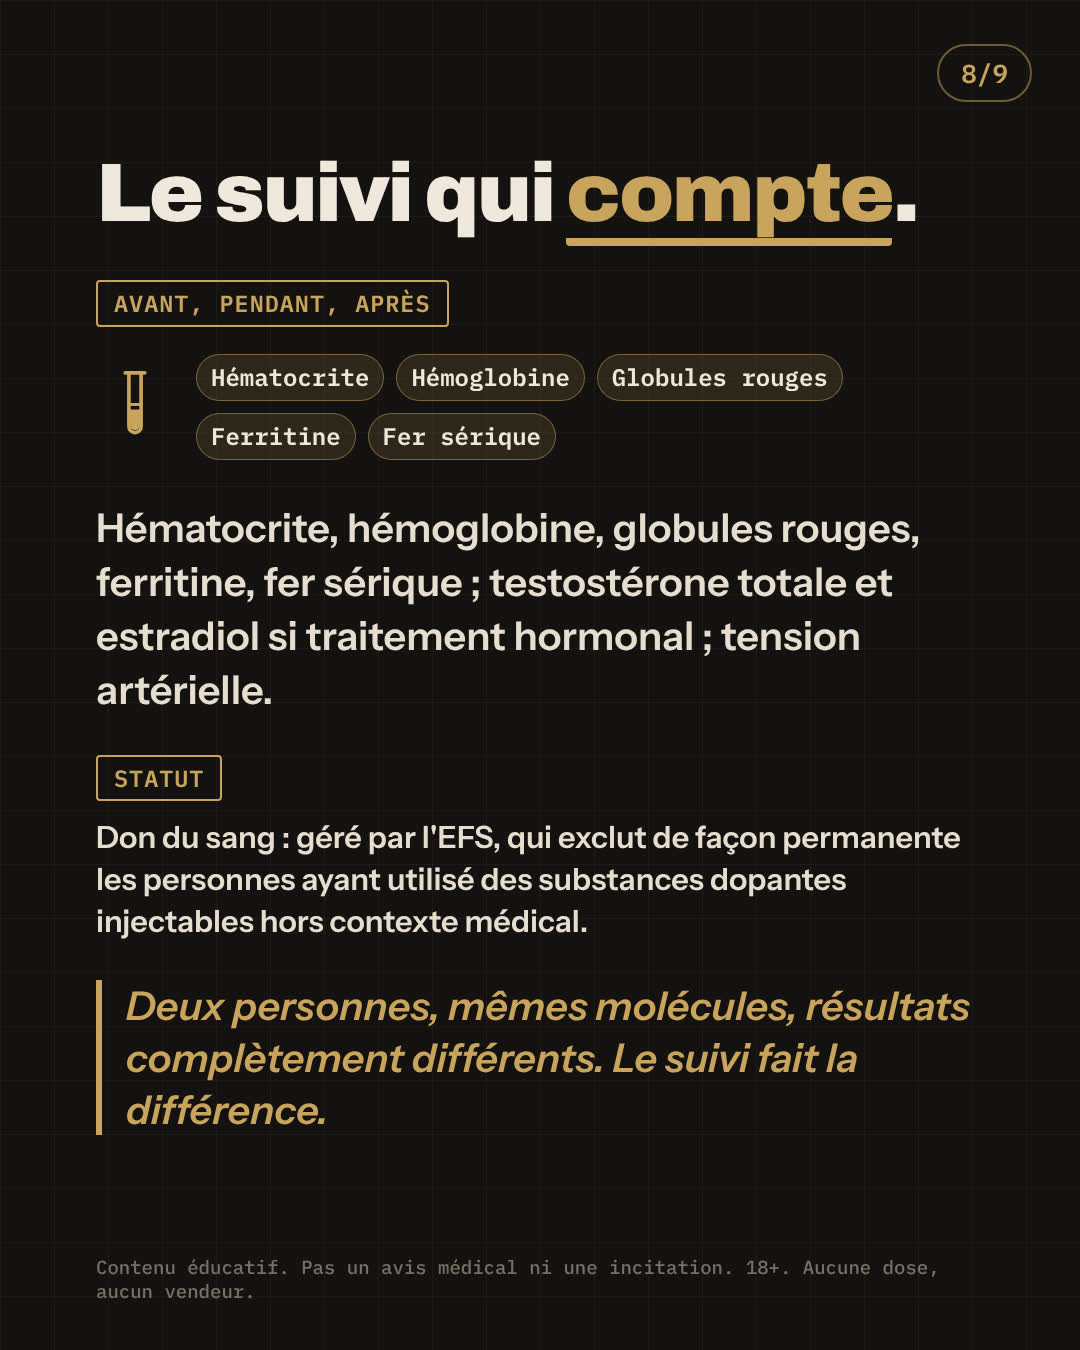 8/9
Le suivi qui compte.
AVANT, PENDANT, APRÈS
Hématocrite Hémoglobine Globules rouges
Ferritine Fer sérique
Hématocrite, hémoglobine, globules rouges,
ferritine, fer sérique ; testostérone totale et
estradiol si traitement hormonal ; tension
artérielle.
STATUT
Don du sang : géré par l'EFS, qui exclut de façon permanente
les personnes ayant utilisé des substances dopantes
injectables hors contexte médical.
Deux personnes, mêmes molécules, résultats
complètement différents. Le suivi fait la
différence.
Contenu éducatif. Pas un avis médical ni une incitation. 18+. Aucune dose,
aucun vendeur.